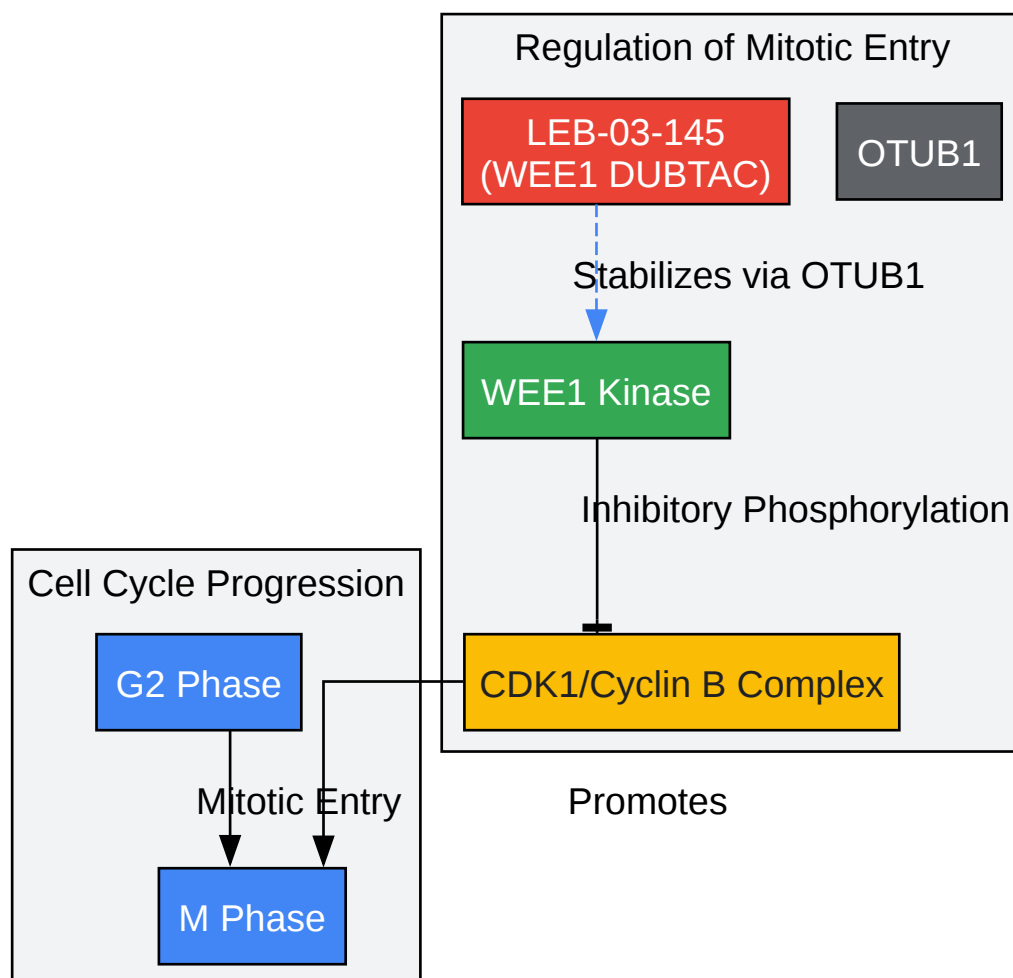 Regulation of Mitotic Entry
LEB-03-145
(WEE1 DUBTAC)
OTUB1
Stabilizes via OTUB1
WEE1 Kinase
Inhibitory Phosphorylation
Cell Cycle Progression
G2 Phase
CDK1/Cyclin B Complex
Mitotic Entry
Promotes
M Phase